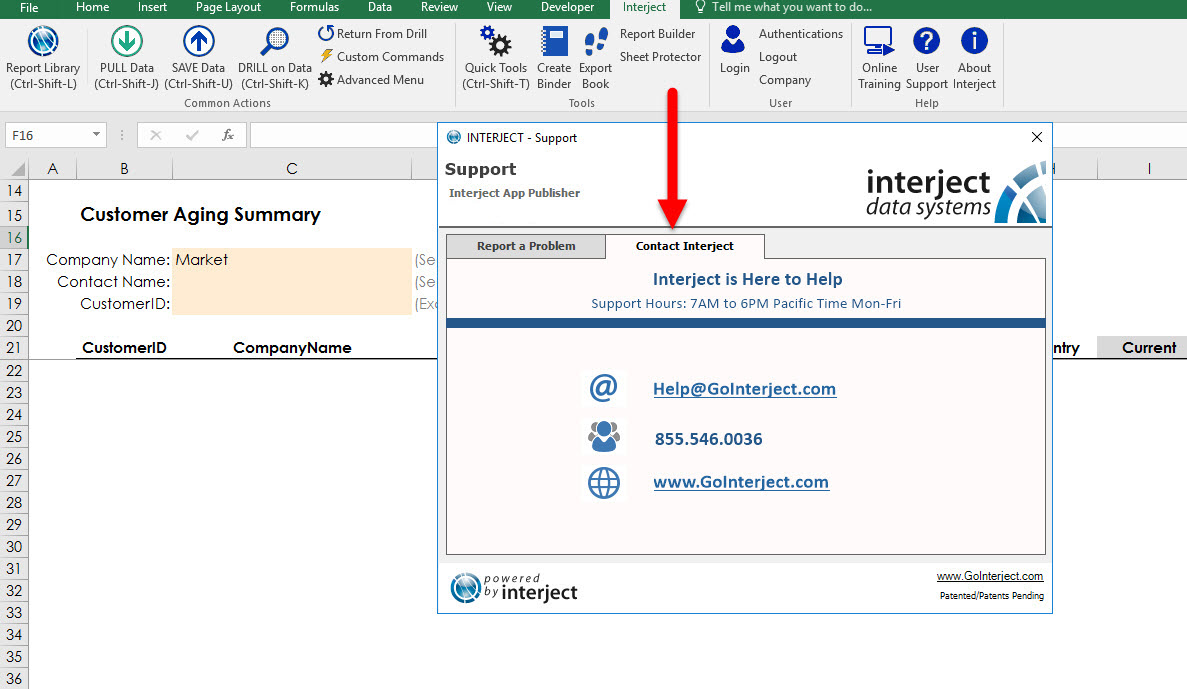 File Home Insert Page Layout Formulas Data Review View Developer Interject Tell me what you want to do...
Report Library
(Ctrl-Shift-L)
PULL Data
(Ctrl-Shift-J)
SAVE Data
(Ctrl-Shift-U)
DRILL on Data
(Ctrl-Shift-K)
Return From Drill
Custom Commands
Advanced Menu
Common Actions
Quick Tools
(Ctrl-Shift-T)
Create
Binder
Export
Book
Report Builder
Sheet Protector
Tools
Login
Authentications
Logout
Company
User
Online
Training
User
Support
About
Interject
Help
F16
fx
A B C I
14
15 Customer Aging Summary
16
17 Company Name: Market (Se
18 Contact Name: (Se
19 CustomerID:
20
21 CustomerID CompanyName ntry Current
22
23
24
25
26
27
28
29
30
31
32
33
34
35
36
INTERJECT - Support
Support
Interject App Publisher
interject
data systems
Report a Problem Contact Interject
Interject is Here to Help
Support Hours: 7AM to 6PM Pacific Time Mon-Fri
@ Help@GoInterject.com
855.546.0036
www.GoInterject.com
powered
by interject
www.GoInterject.com
Patented/Patents Pending